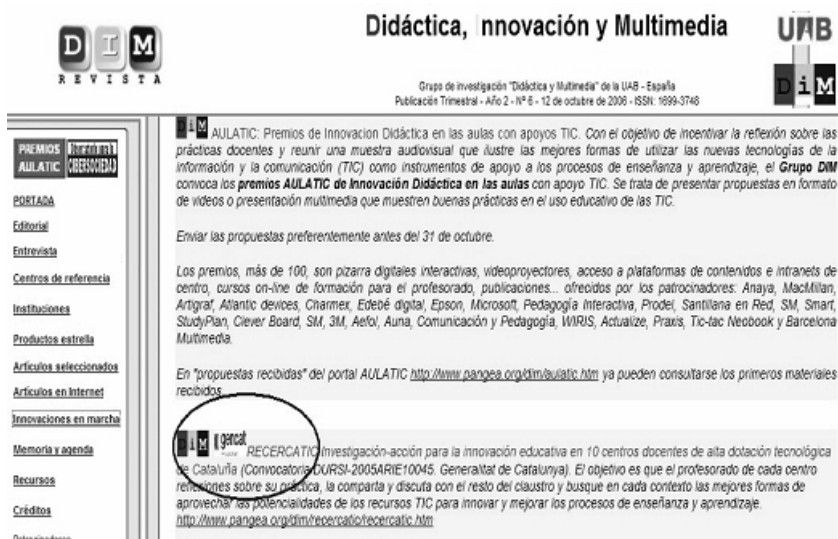 DIM
REVISTA
Didáctica, Innovación y Multimedia
UAB
DiM
Grupo de investigación "Didáctica y Multimedia" de la UAB - España
Publicación Trimestral - Año 2 - Nº 6 - 12 de octubre de 2006 - ISSN: 1699-3748
PREMIOS
AULATIC
CIBERSOCIEDAD
PORTADA
Editorial
Entrevista
Centros de referencia
Instituciones
Productos estrella
Artículos seleccionados
Artículos en Internet
Innovaciones en marcha
Memoria y agenda
Recursos
Créditos
Patrocinadores
DiM AULATIC: Premios de Innovacion Didáctica en las aulas con apoyos TIC. Con el objetivo de incentivar la reflexión sobre las
prácticas docentes y reunir una muestra audiovisual que ilustre las mejores formas de utilizar las nuevas tecnologías de la
información y la comunicación (TIC) como instrumentos de apoyo a los procesos de enseñanza y aprendizaje, el Grupo DIM
convoca los premios AULATIC de Innovación Didáctica en las aulas con apoyo TIC. Se trata de presentar propuestas en formato
de videos o presentación multimedia que muestren buenas prácticas en el uso educativo de las TIC.
Enviar las propuestas preferentemente antes del 31 de octubre.
Los premios, más de 100, son pizarra digitales interactivas, videoproyectores, acceso a plataformas de contenidos e intranets de
centro, cursos on-line de formación para el profesorado, publicaciones... ofrecidos por los patrocinadores: Anaya, MacMillan,
Artigraf, Atlantic devices, Charmex, Edebé digital, Epson, Microsoft, Pedagogía Interactiva, Prodel, Santillana en Red, SM, Smart,
StudyPlan, Clever Board, SM, 3M, Aefol, Auna, Comunicación y Pedagogía, WIRIS, Actualize, Praxis, Tic-tac Neobook y Barcelona
Multimedia.
En "propuestas recibidas" del portal AULATIC http://www.pangea.org/dim/aulatic.htm ya pueden consultarse los primeros materiales
recibidos.
DiM gencat RECERCATIC Investigación-acción para la innovación educativa en 10 centros docentes de alta dotación tecnológica
de Cataluña (Convocatoria DURSI-2005ARIE10045. Generalitat de Catalunya). El objetivo es que el profesorado de cada centro
reflexiones sobre su práctica, la comparta y discuta con el resto del claustro y busque en cada contexto las mejores formas de
aprovechar las potencialidades de los recursos TIC para innovar y mejorar los procesos de enseñanza y aprendizaje.
http://www.pangea.org/dim/recercatic/recercatic.htm